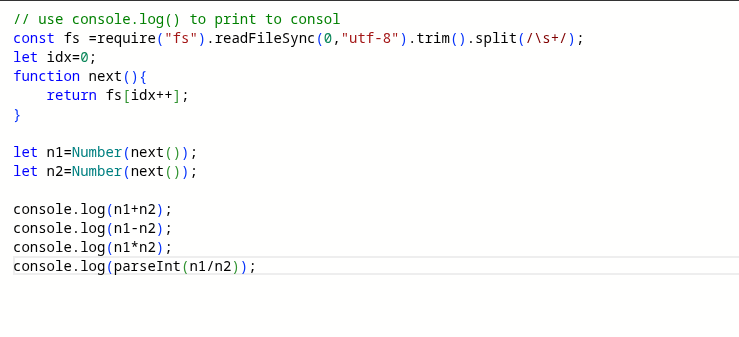 // use console.log() to print to consol
const fs =require("fs").readFileSync(0,"utf-8").trim().split(/\s+/);
let idx=0;
function next(){
    return fs[idx++];
}
let n1=Number(next());
let n2=Number(next());
console.log(n1+n2);
console.log(n1-n2);
console.log(n1*n2);
console.log(parseInt(n1/n2));